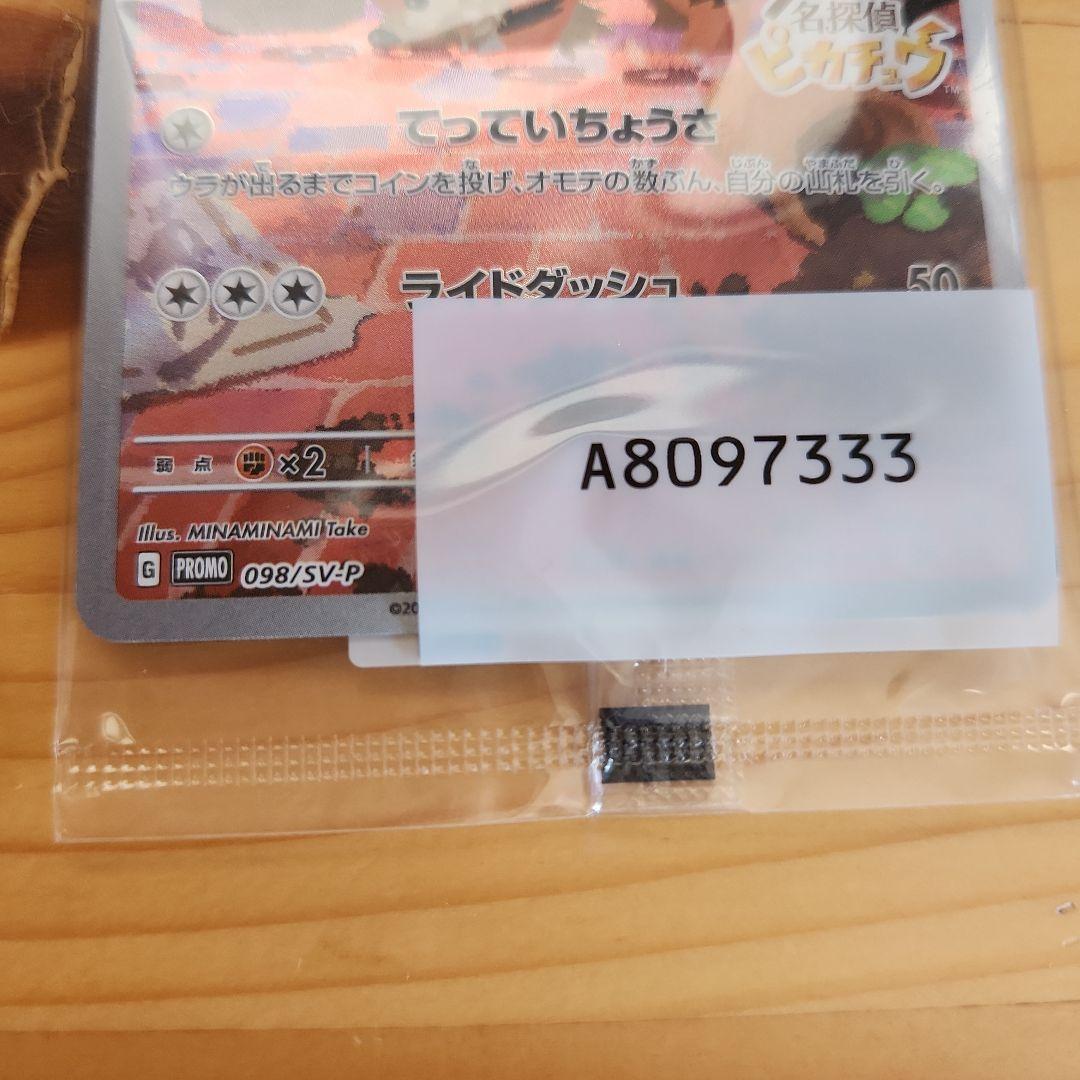 名探偵
ピカチュウ™
てっていちょうさ
ウラが出るまでコインを投げ、オモテの数ぶん、自分の山札を引く。
ライドダッシュ 50
A8097333
弱点 ×2
Illus. MINAMINAMI Take
G PROMO 098/SV-P
©20